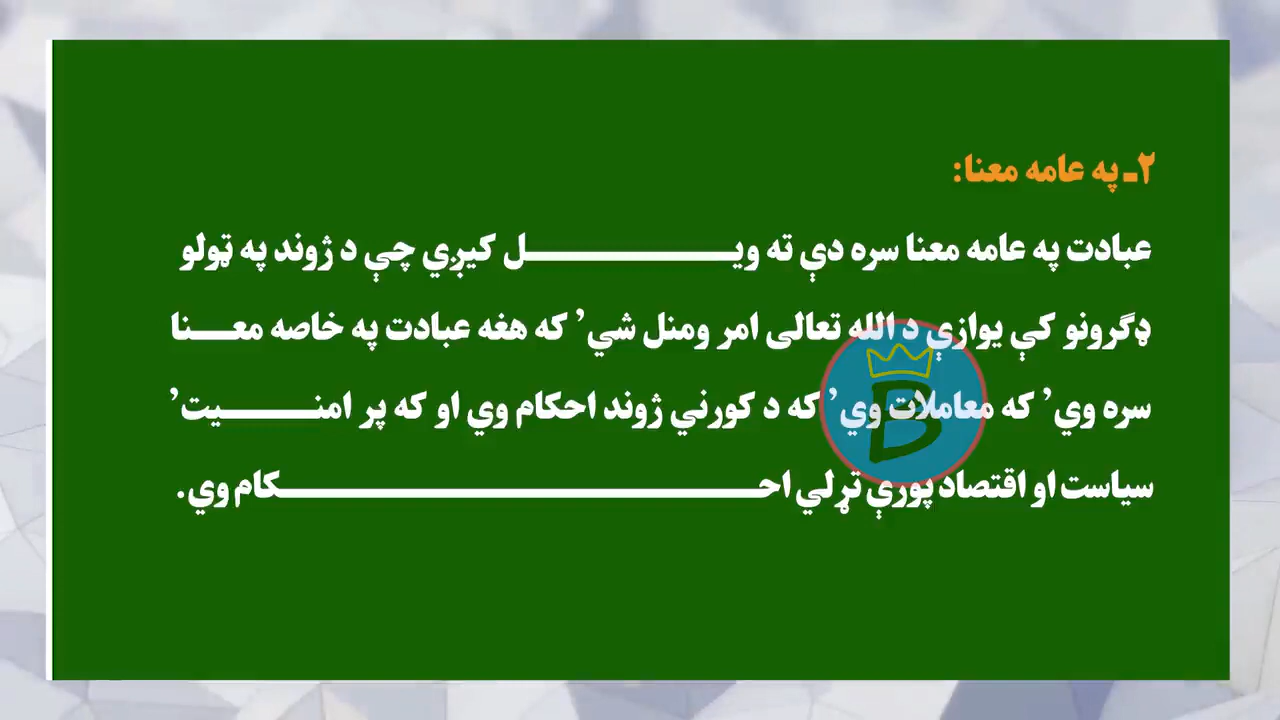 ۲ـ په عامه معنا:
عبادت په عامه معنا سره دې ته ویـــــــــــــل کیږي چې د ژوند په ټولو
ډګرونو کې یوازې د الله تعالی امر ومنل شي’ که هغه عبادت په خاصه معـــنا
سره وي’ که معاملات وي’ که د کورني ژوند احکام وي او که پر امنــــــیت’
سیاست او اقتصاد پورې تړلي احــــــــــــــــــــــــــــکام وي.
B